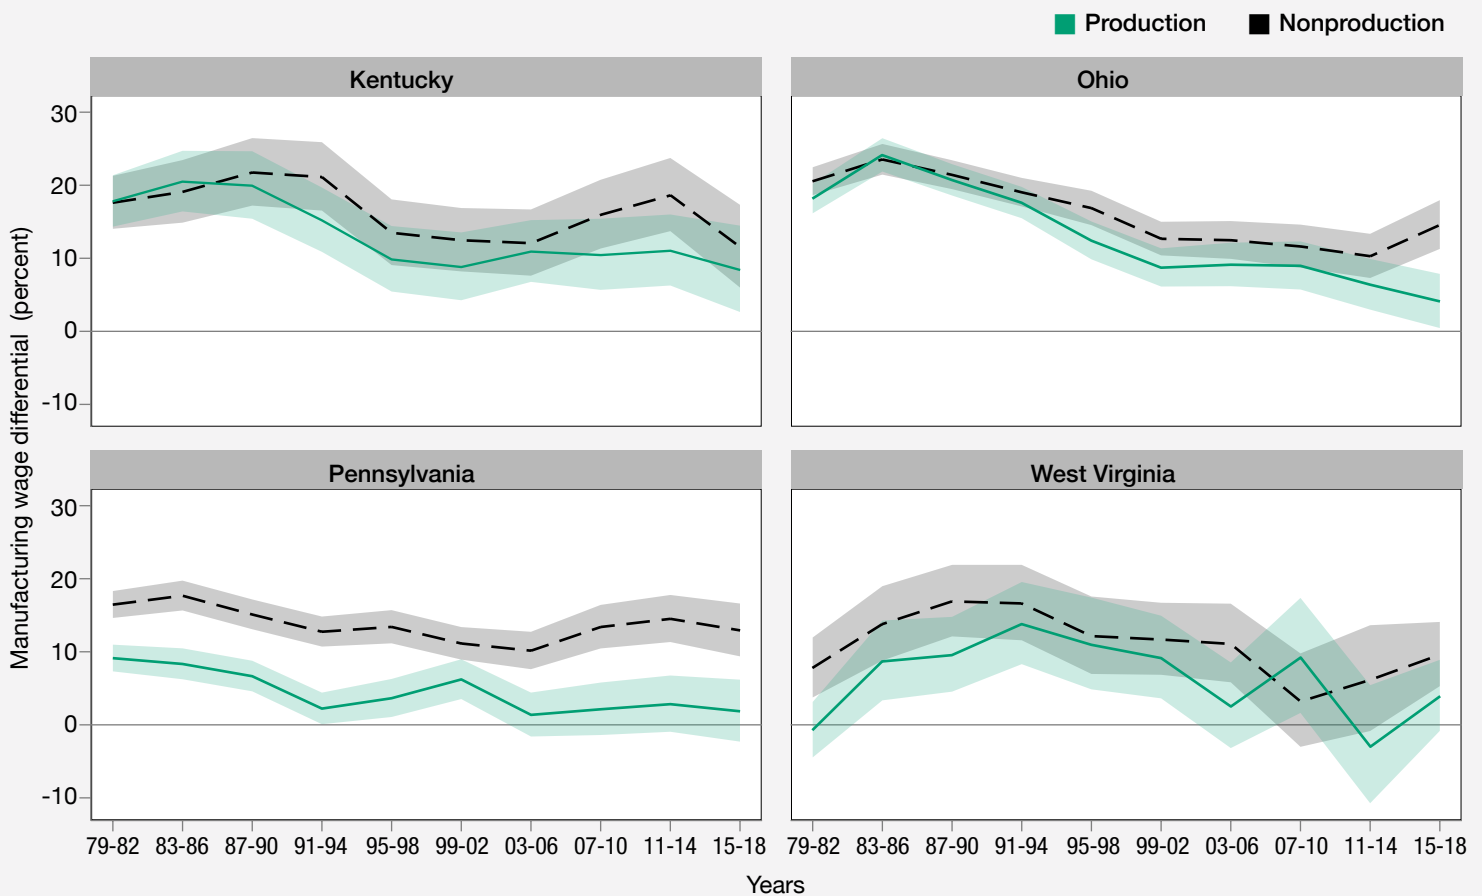 Production Nonproduction
Kentucky Ohio
30
20
10
0
-10
Manufacturing wage differential (percent)
Pennsylvania West Virginia
30
20
10
0
-10
79-82 83-86 87-90 91-94 95-98 99-02 03-06 07-10 11-14 15-18 79-82 83-86 87-90 91-94 95-98 99-02 03-06 07-10 11-14 15-18
Years